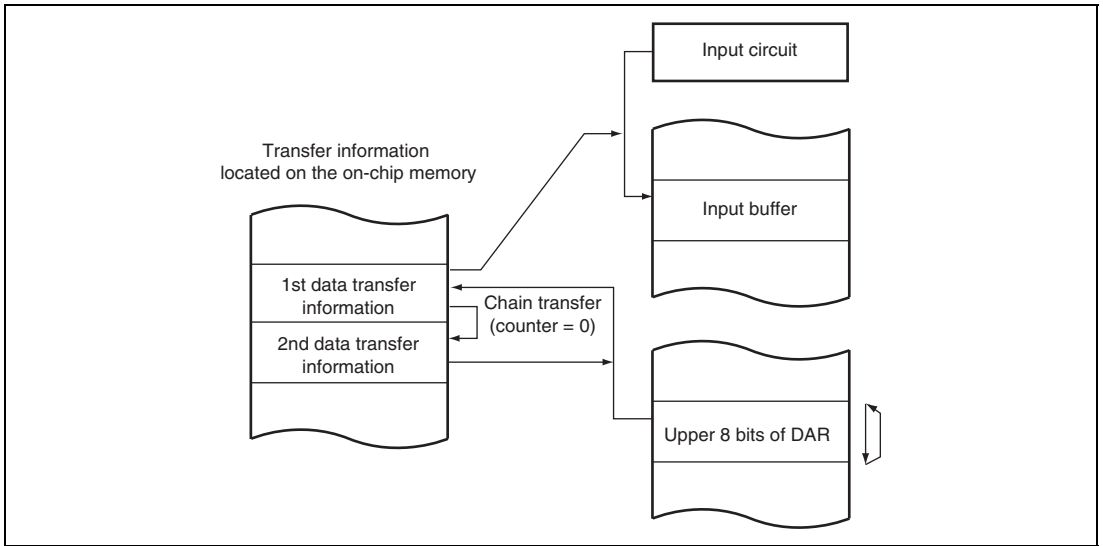 Input circuit
Transfer information
located on the on-chip memory
Input buffer
1st data transfer
information
Chain transfer
(counter = 0)
2nd data transfer
information
Upper 8 bits of DAR